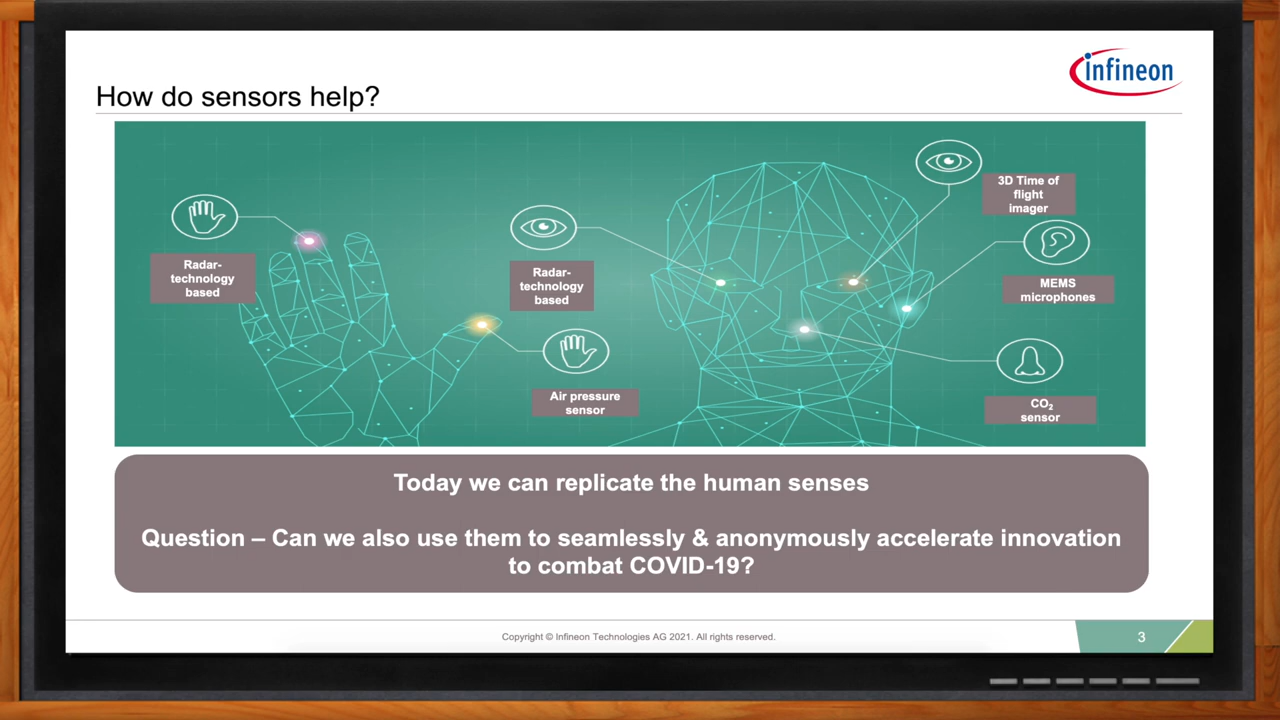 infineon
How do sensors help?
Radar-
technology
based
Radar-
technology
based
Air pressure
sensor
3D Time of
flight
imager
MEMS
microphones
CO₂
sensor
Today we can replicate the human senses
Question – Can we also use them to seamlessly & anonymously accelerate innovation
to combat COVID-19?
Copyright © Infineon Technologies AG 2021. All rights reserved.
3